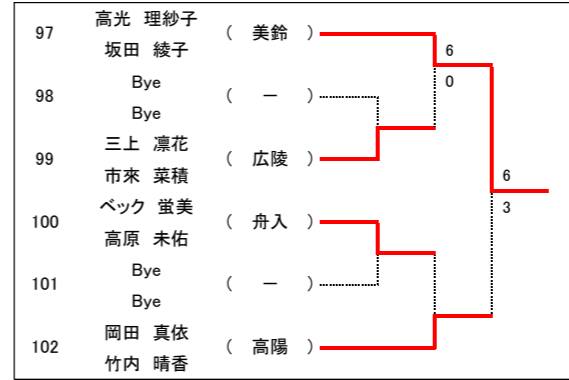 高光 理紗子
97 ( 美鈴 )
坂田 綾子
6
Bye
0
98 ( ー )
Bye
三上 凛花
99 ( 広陵 )
市來 菜積
6
ベック 蛍美
3
100 ( 舟入 )
高原 未佑
Bye
101 ( ー )
Bye
岡田 真依
102 ( 高陽 )
竹内 晴香